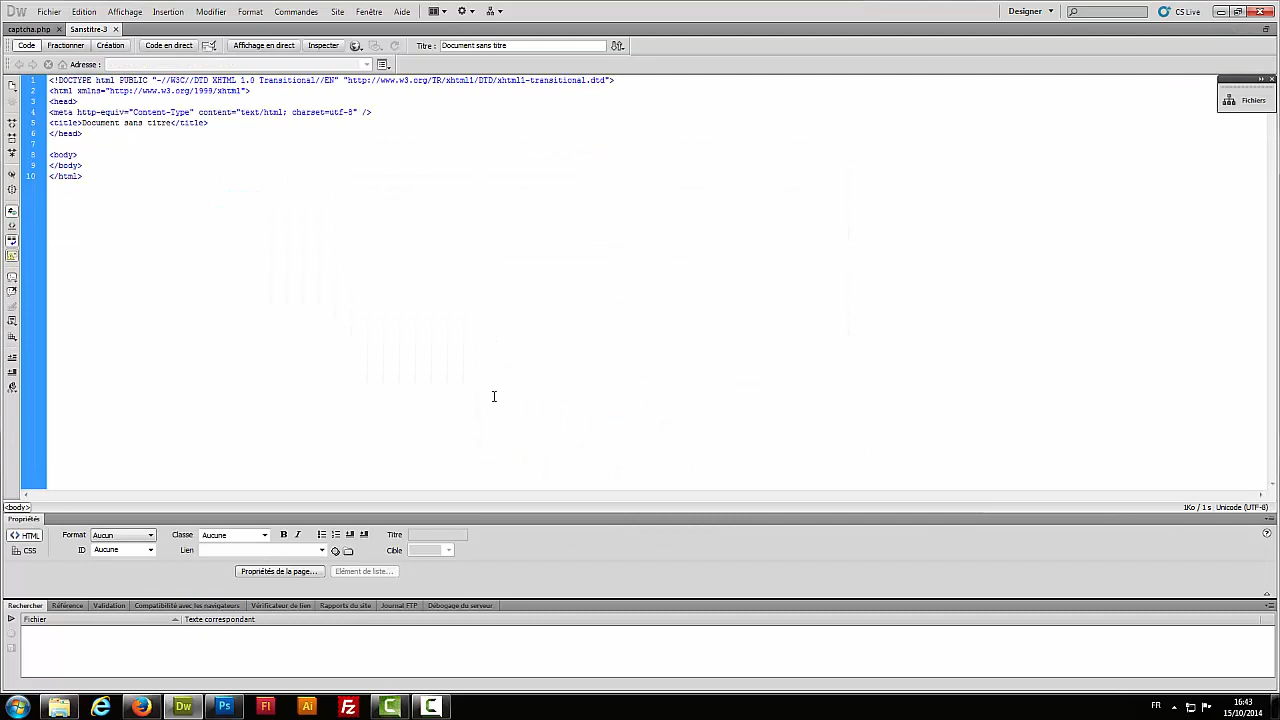 Dw Fichier Edition Affichage Insertion Modifier Format Commandes Site Fenêtre Aide Designer CS Live
captcha.php Sanstitre-3
Code Fractionner Création Code en direct Affichage en direct Inspecter Titre : Document sans titre
Adresse :
1 <!DOCTYPE html PUBLIC "-//W3C//DTD XHTML 1.0 Transitional//EN" "http://www.w3.org/TR/xhtml1/DTD/xhtml1-transitional.dtd">
2 <html xmlns="http://www.w3.org/1999/xhtml">
3 <head>
4 <meta http-equiv="Content-Type" content="text/html; charset=utf-8" />
5 <title>Document sans titre</title>
6 </head>
7
8 <body>
9 </body>
10 </html>
Fichiers
<body> 1Ko / 1 s Unicode (UTF-8)
Propriétés
<> HTML Format Aucun Classe Aucune B I Titre
CSS ID Aucune Lien Cible
Propriétés de la page... Elément de liste...
Rechercher Référence Validation Compatibilité avec les navigateurs Vérificateur de lien Rapports du site Journal FTP Débogage du serveur
Fichier Texte correspondant
Dw Ps Fl Ai Fz C C FR 16:43
15/10/2014